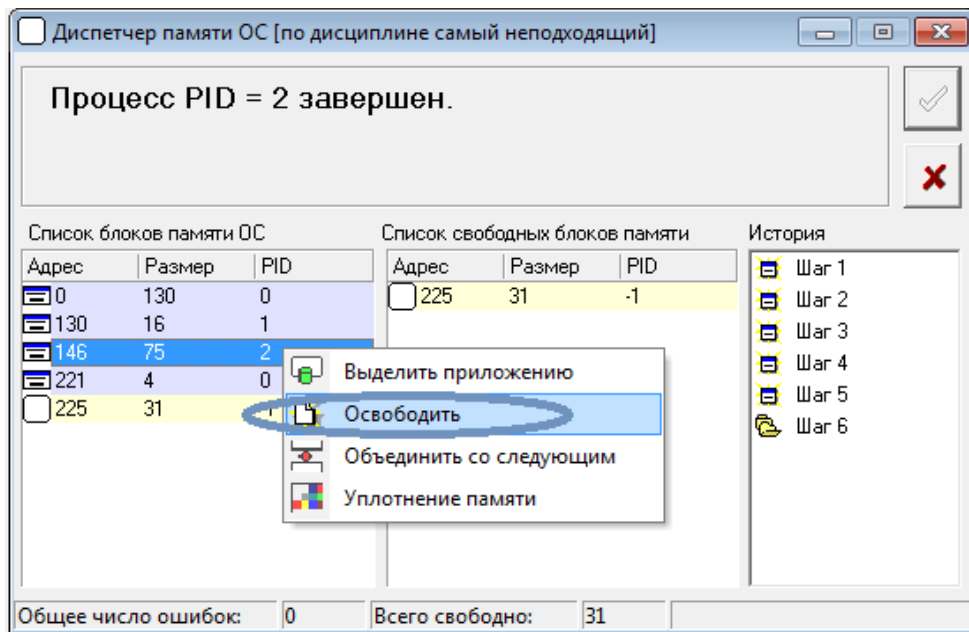 Диспетчер памяти ОС [по дисциплине самый неподходящий]
Процесс PID = 2 завершен.
Список блоков памяти ОС
Адрес Размер PID
0 130 0
130 16 1
146 75 2
221 4 0
225 31
Список свободных блоков памяти
Адрес Размер PID
225 31 -1
Выделить приложению
Освободить
Объединить со следующим
Уплотнение памяти
История
Шаг 1
Шаг 2
Шаг 3
Шаг 4
Шаг 5
Шаг 6
Общее число ошибок: 0 Всего свободно: 31